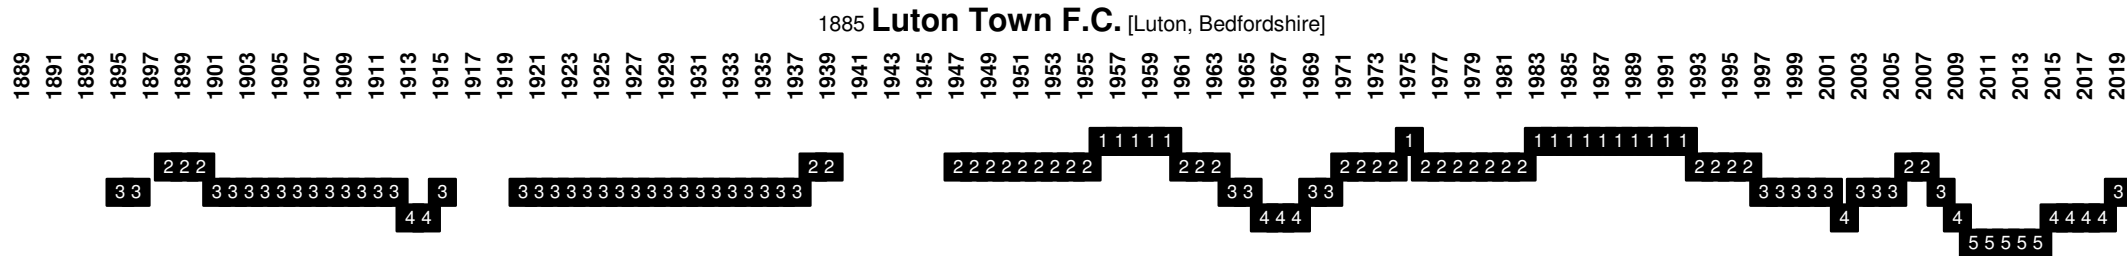 1885 Luton Town F.C. [Luton, Bedfordshire]
1889 1891 1893 1895 1897 1899 1901 1903 1905 1907 1909 1911 1913 1915 1917 1919 1921 1923 1925 1927 1929 1931 1933 1935 1937 1939 1941 1943 1945 1947 1949 1951 1953 1955 1957 1959 1961 1963 1965 1967 1969 1971 1973 1975 1977 1979 1981 1983 1985 1987 1989 1991 1993 1995 1997 1999 2001 2003 2005 2007 2009 2011 2013 2015 2017 2019
1 1 1 1 1 1 1 1 1 1 1 1 1 1 1 1
2 2 2 2 2 2 2 2 2 2 2 2 2 2 2 2 2 2 2 2 2 2 2 2 2 2 2 2 2 2 2 2 2 2
3 3 3 3 3 3 3 3 3 3 3 3 3 3 3 3 3 3 3 3 3 3 3 3 3 3 3 3 3 3 3 3 3 3 3 3 3 3 3 3 3 3 3 3 3 3 3
4 4 4 4 4 4 4 4 4 4 4
5 5 5 5 5